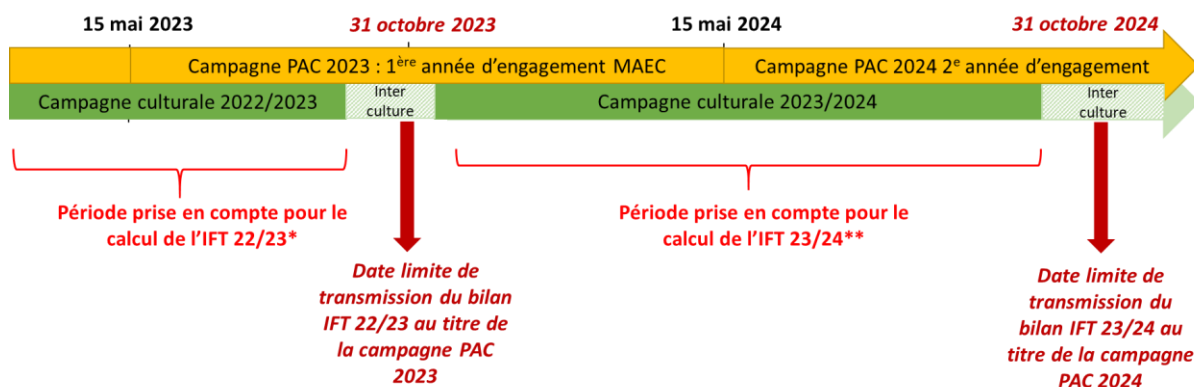 15 mai 2023
31 octobre 2023
15 mai 2024
31 octobre 2024
Campagne PAC 2023 : 1ère année d'engagement MAEC
Campagne PAC 2024 2e année d'engagement
Campagne culturale 2022/2023
Inter
culture
Campagne culturale 2023/2024
Inter
culture
Période prise en compte pour le
calcul de l'IFT 22/23*
Période prise en compte pour le
calcul de l'IFT 23/24**
Date limite de
transmission du bilan
IFT 22/23 au titre de
la campagne PAC
2023
Date limite de
transmission du
bilan IFT 23/24 au
titre de la campagne
PAC 2024